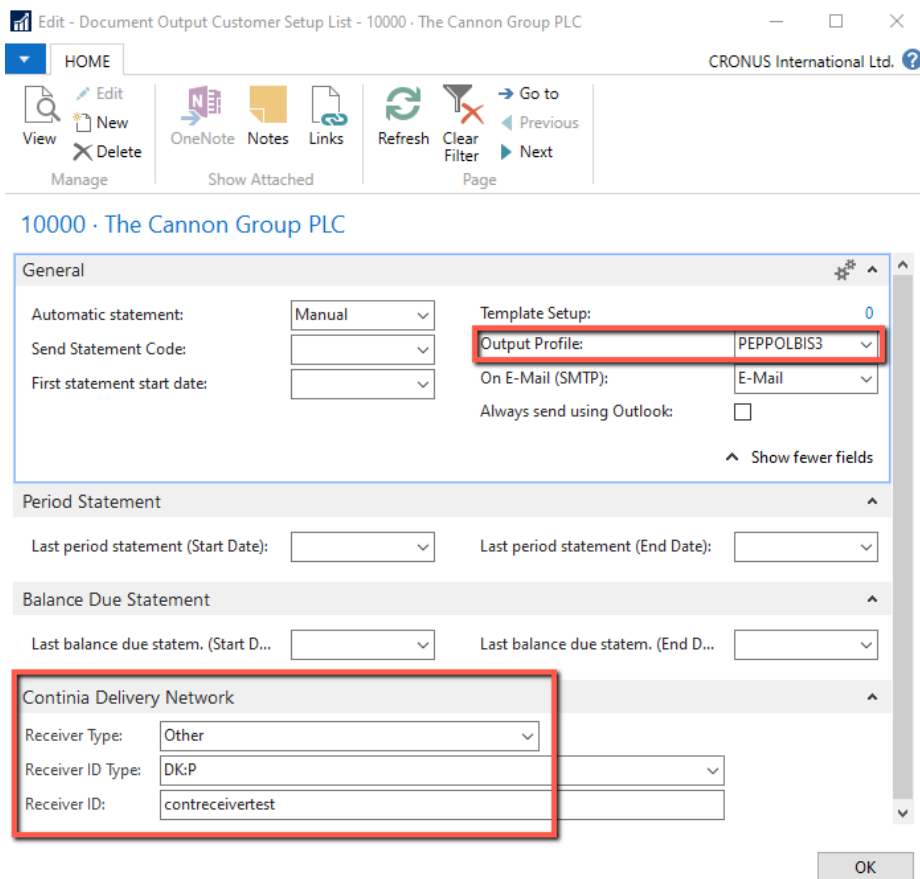 Edit - Document Output Customer Setup List - 10000 · The Cannon Group PLC
HOME
CRONUS International Ltd.
?
View
Edit
New
Delete
Manage
OneNote
Notes
Links
Show Attached
Refresh
Clear
Filter
Go to
Previous
Next
Page
10000 · The Cannon Group PLC
General
Automatic statement: Manual
Template Setup: 0
Send Statement Code:
Output Profile: PEPPOLBIS3
First statement start date:
On E-Mail (SMTP): E-Mail
Always send using Outlook:
Show fewer fields
Period Statement
Last period statement (Start Date):
Last period statement (End Date):
Balance Due Statement
Last balance due statem. (Start D...
Last balance due statem. (End D...
Continia Delivery Network
Receiver Type: Other
Receiver ID Type: DK:P
Receiver ID: contreceivertest
OK